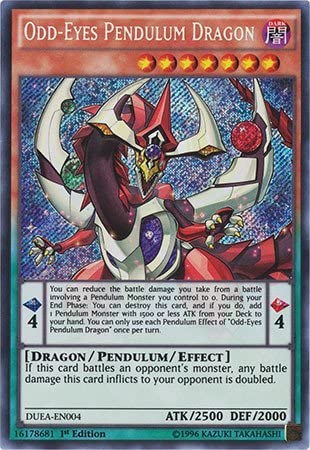 ODD-EYES PENDULUM DRAGON
DARK
闇
You can reduce the battle damage you take from a battle
involving a Pendulum Monster you control to 0. During your
End Phase: You can destroy this card, and if you do, add
1 Pendulum Monster with 1500 or less ATK from your Deck to
your hand. You can only use each Pendulum Effect of "Odd-Eyes
Pendulum Dragon" once per turn.
4
4
[DRAGON/PENDULUM/EFFECT]
If this card battles an opponent's monster, any battle
damage this card inflicts to your opponent is doubled.
DUEA-EN004
ATK/2500 DEF/2000
16178681
1st Edition
©1996 KAZUKI TAKAHASHI